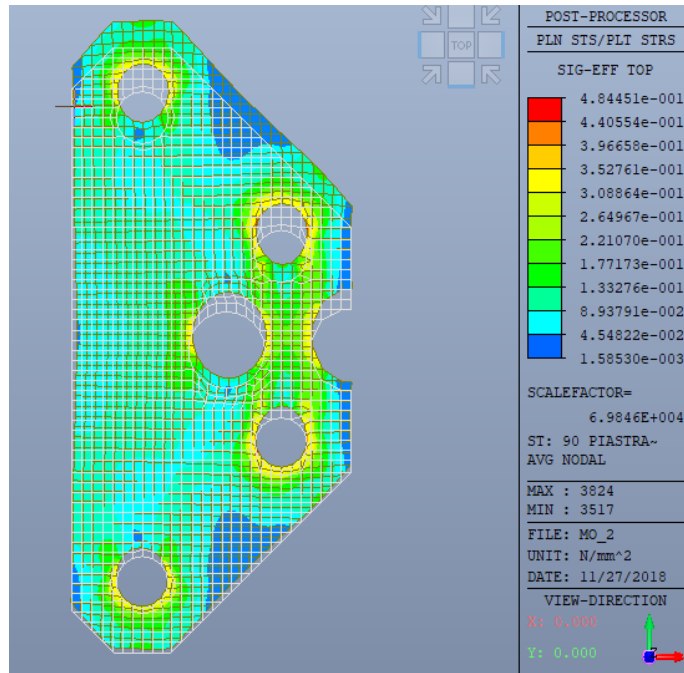 TOP
POST-PROCESSOR
PLN STS/PLT STRS
SIG-EFF TOP
4.84451e-001
4.40554e-001
3.96658e-001
3.52761e-001
3.08864e-001
2.64967e-001
2.21070e-001
1.77173e-001
1.33276e-001
8.93791e-002
4.54822e-002
1.58530e-003
SCALEFACTOR=
6.9846E+004
ST: 90 PIASTRA~
AVG NODAL
MAX : 3824
MIN : 3517
FILE: MO_2
UNIT: N/mm^2
DATE: 11/27/2018
VIEW-DIRECTION
X: 0.000
Y: 0.000